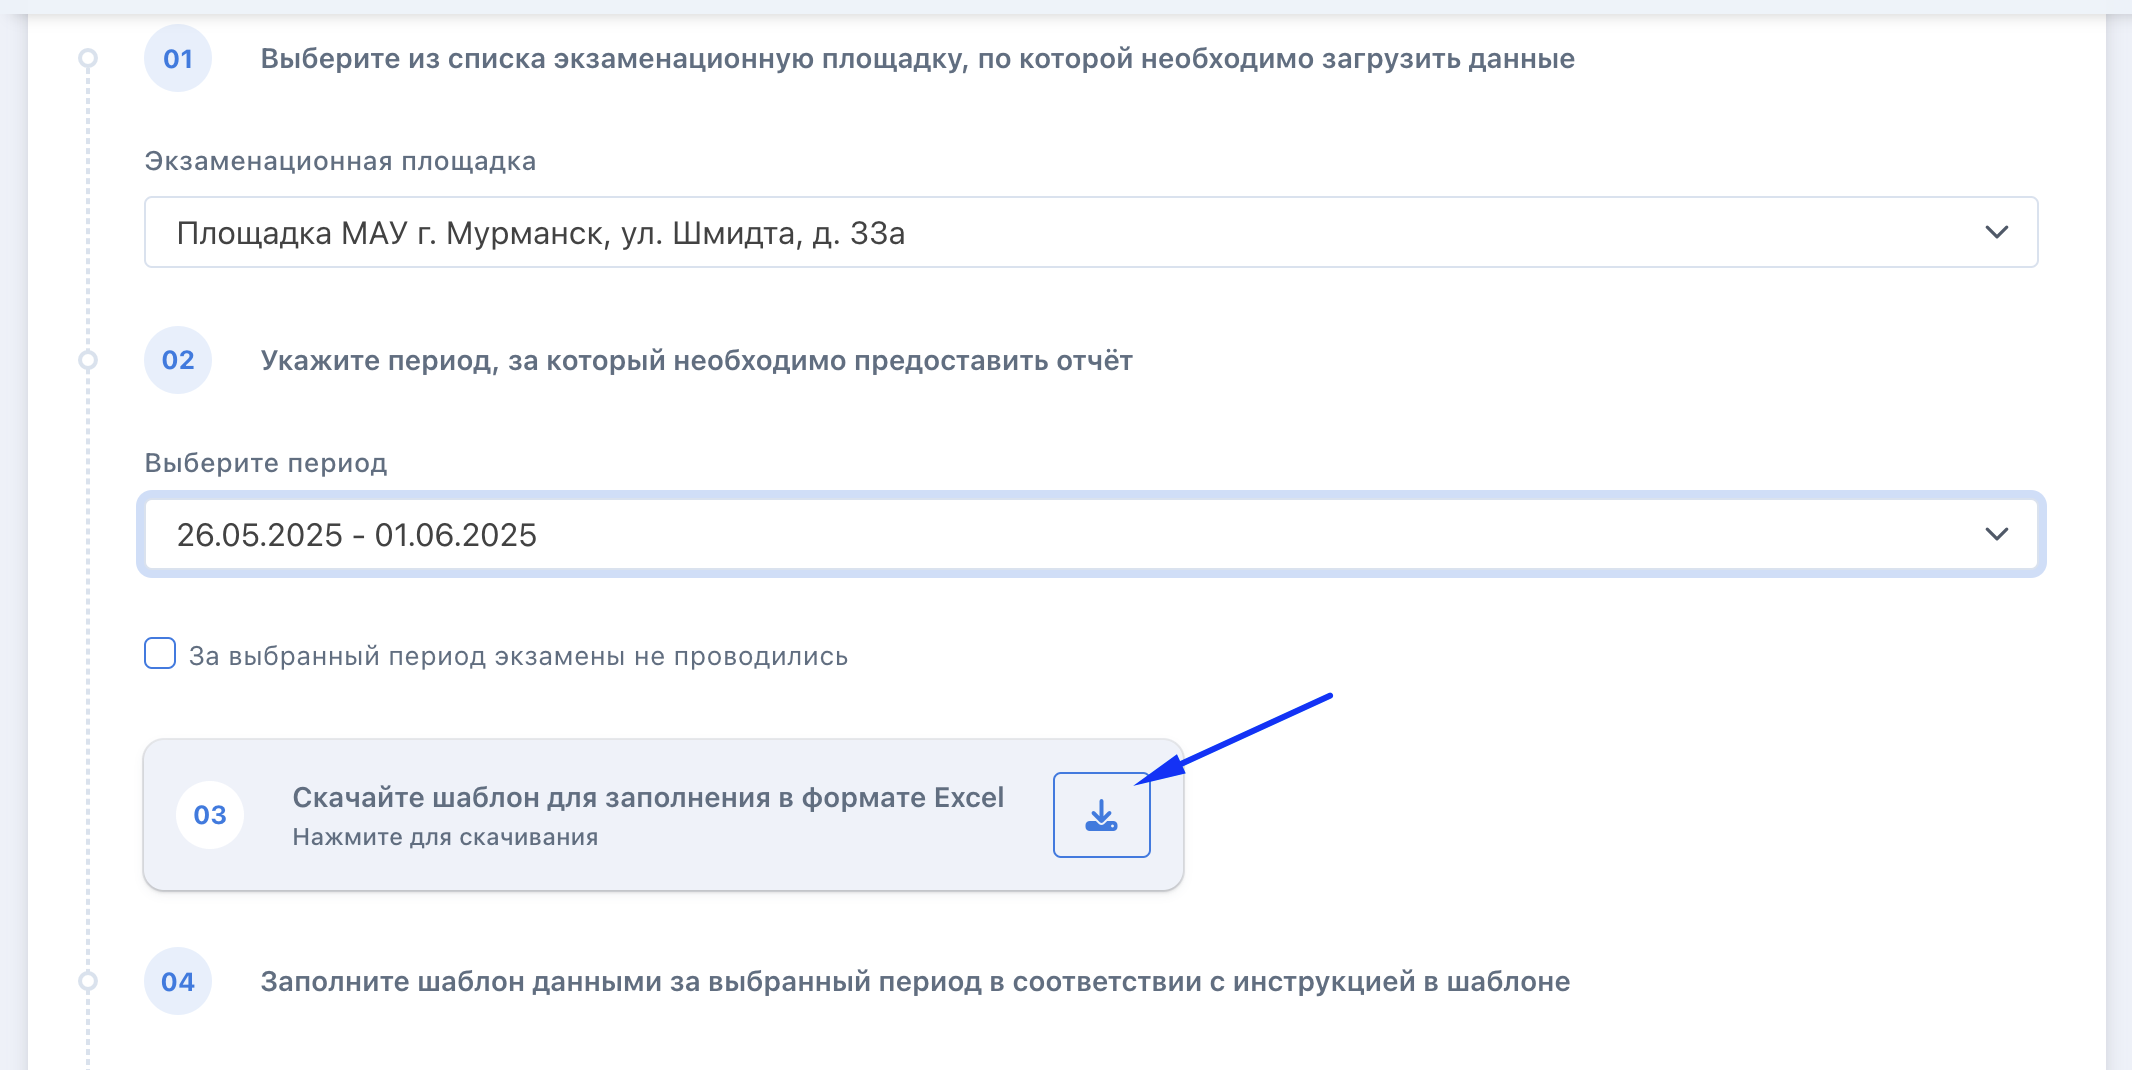 01
Выберите из списка экзаменационную площадку, по которой необходимо загрузить данные
Экзаменационная площадка
Площадка МАУ г. Мурманск, ул. Шмидта, д. 33а
02
Укажите период, за который необходимо предоставить отчёт
Выберите период
26.05.2025 - 01.06.2025
За выбранный период экзамены не проводились
03
Скачайте шаблон для заполнения в формате Excel
Нажмите для скачивания
04
Заполните шаблон данными за выбранный период в соответствии с инструкцией в шаблоне